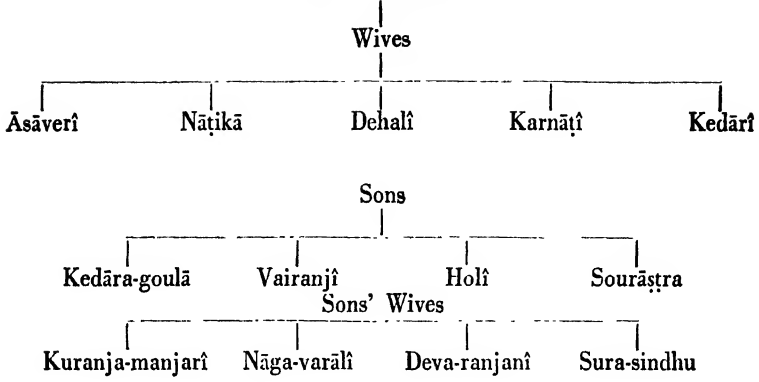 Wives
Āsāverî Nāṭikā Dehalî Karnāṭî Kedārî
Sons
Kedāra-goulā Vairanjî Holî Sourāṣṭra
Sons' Wives
Kuranja-manjarî Nāga-varālî Deva-ranjanî Sura-sindhu